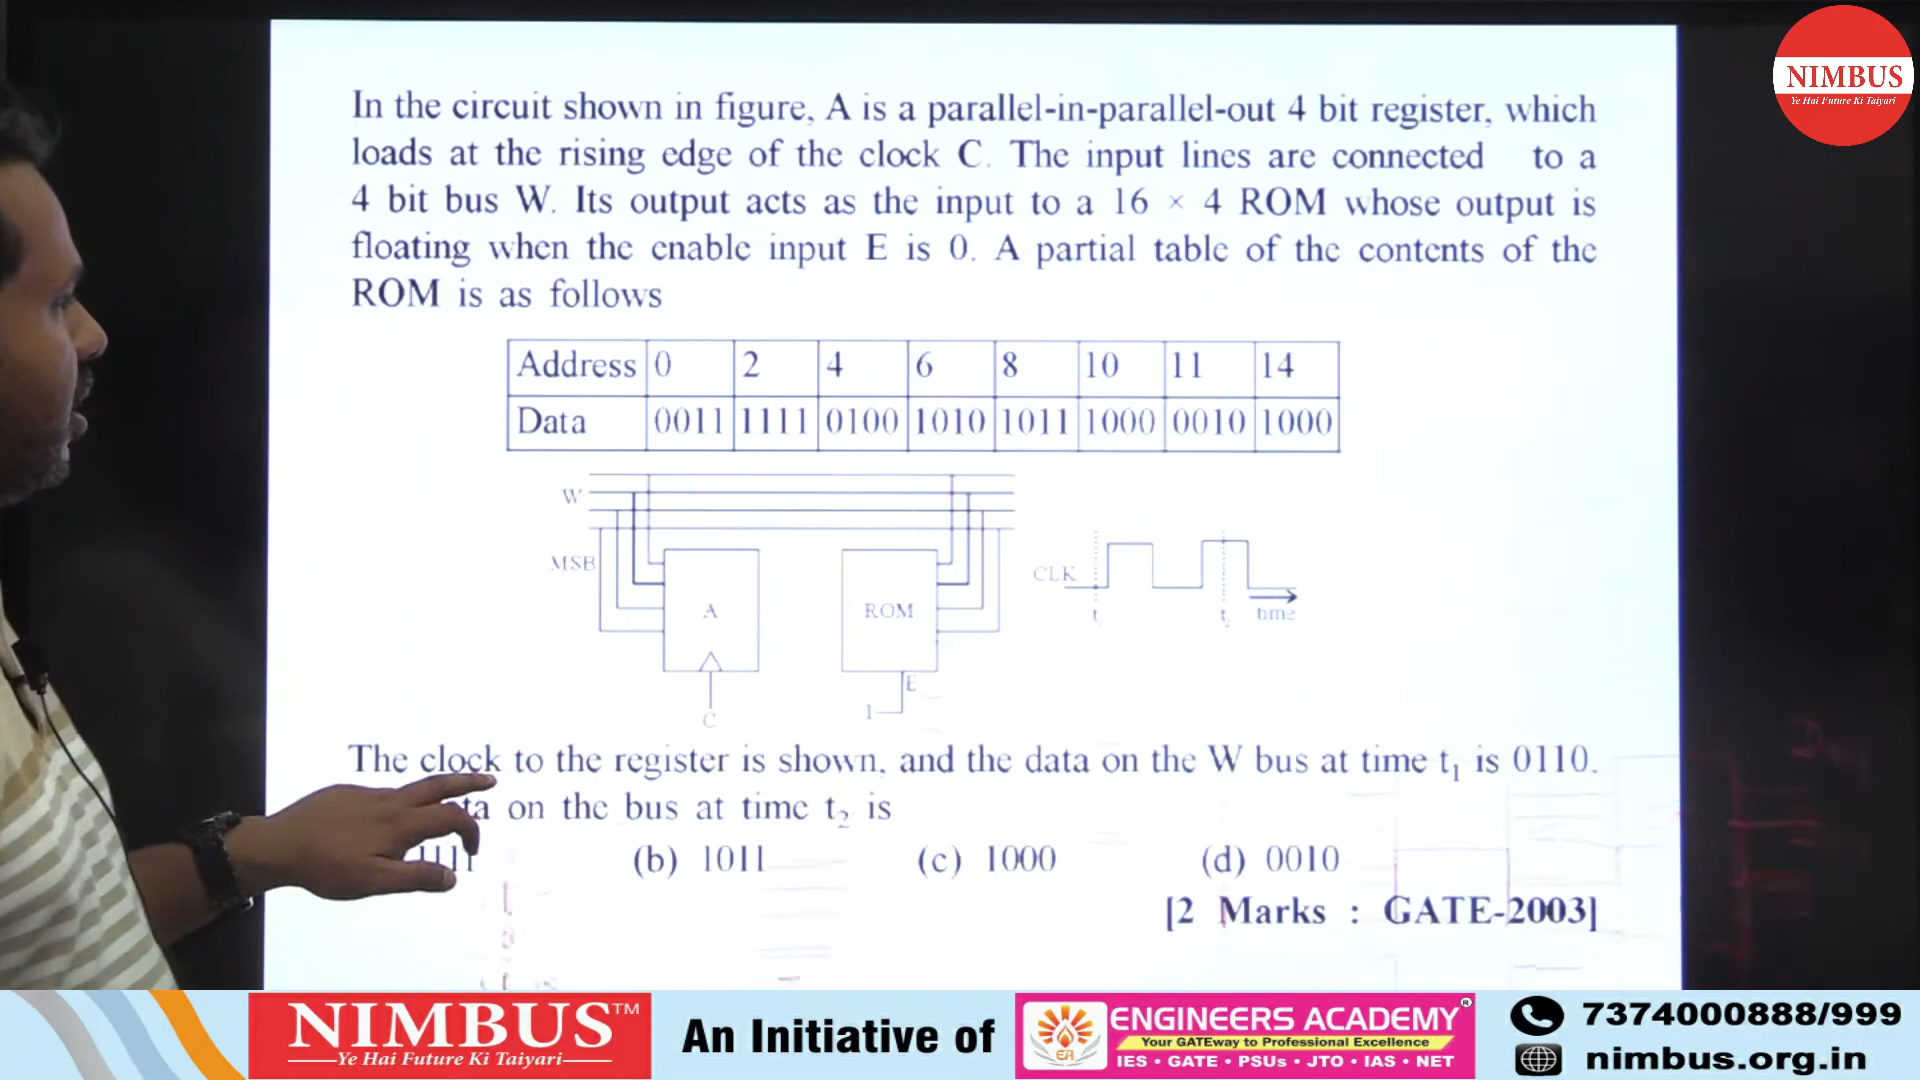 In the circuit shown in figure, A is a parallel-in-parallel-out 4 bit register, which
loads at the rising edge of the clock C. The input lines are connected to a
4 bit bus W. Its output acts as the input to a 16 × 4 ROM whose output is
floating when the enable input E is 0. A partial table of the contents of the
ROM is as follows
Address 0 2 4 6 8 10 11 14
Data 0011 1111 0100 1010 1011 1000 0010 1000
W
MSB
A
ROM
C
E
1
CLK
t
t
time
The clock to the register is shown, and the data on the W bus at time t₁ is 0110.
on the bus at time t₂ is
1111 (b) 1011 (c) 1000 (d) 0010
[2 Marks : GATE-2003]
NIMBUS
Ye Hai Future Ki Taiyari
NIMBUS™
Ye Hai Future Ki Taiyari
An Initiative of
EA
ENGINEERS ACADEMY®
Your GATEway to Professional Excellence
IES • GATE • PSUs • JTO • IAS • NET
7374000888/999
nimbus.org.in